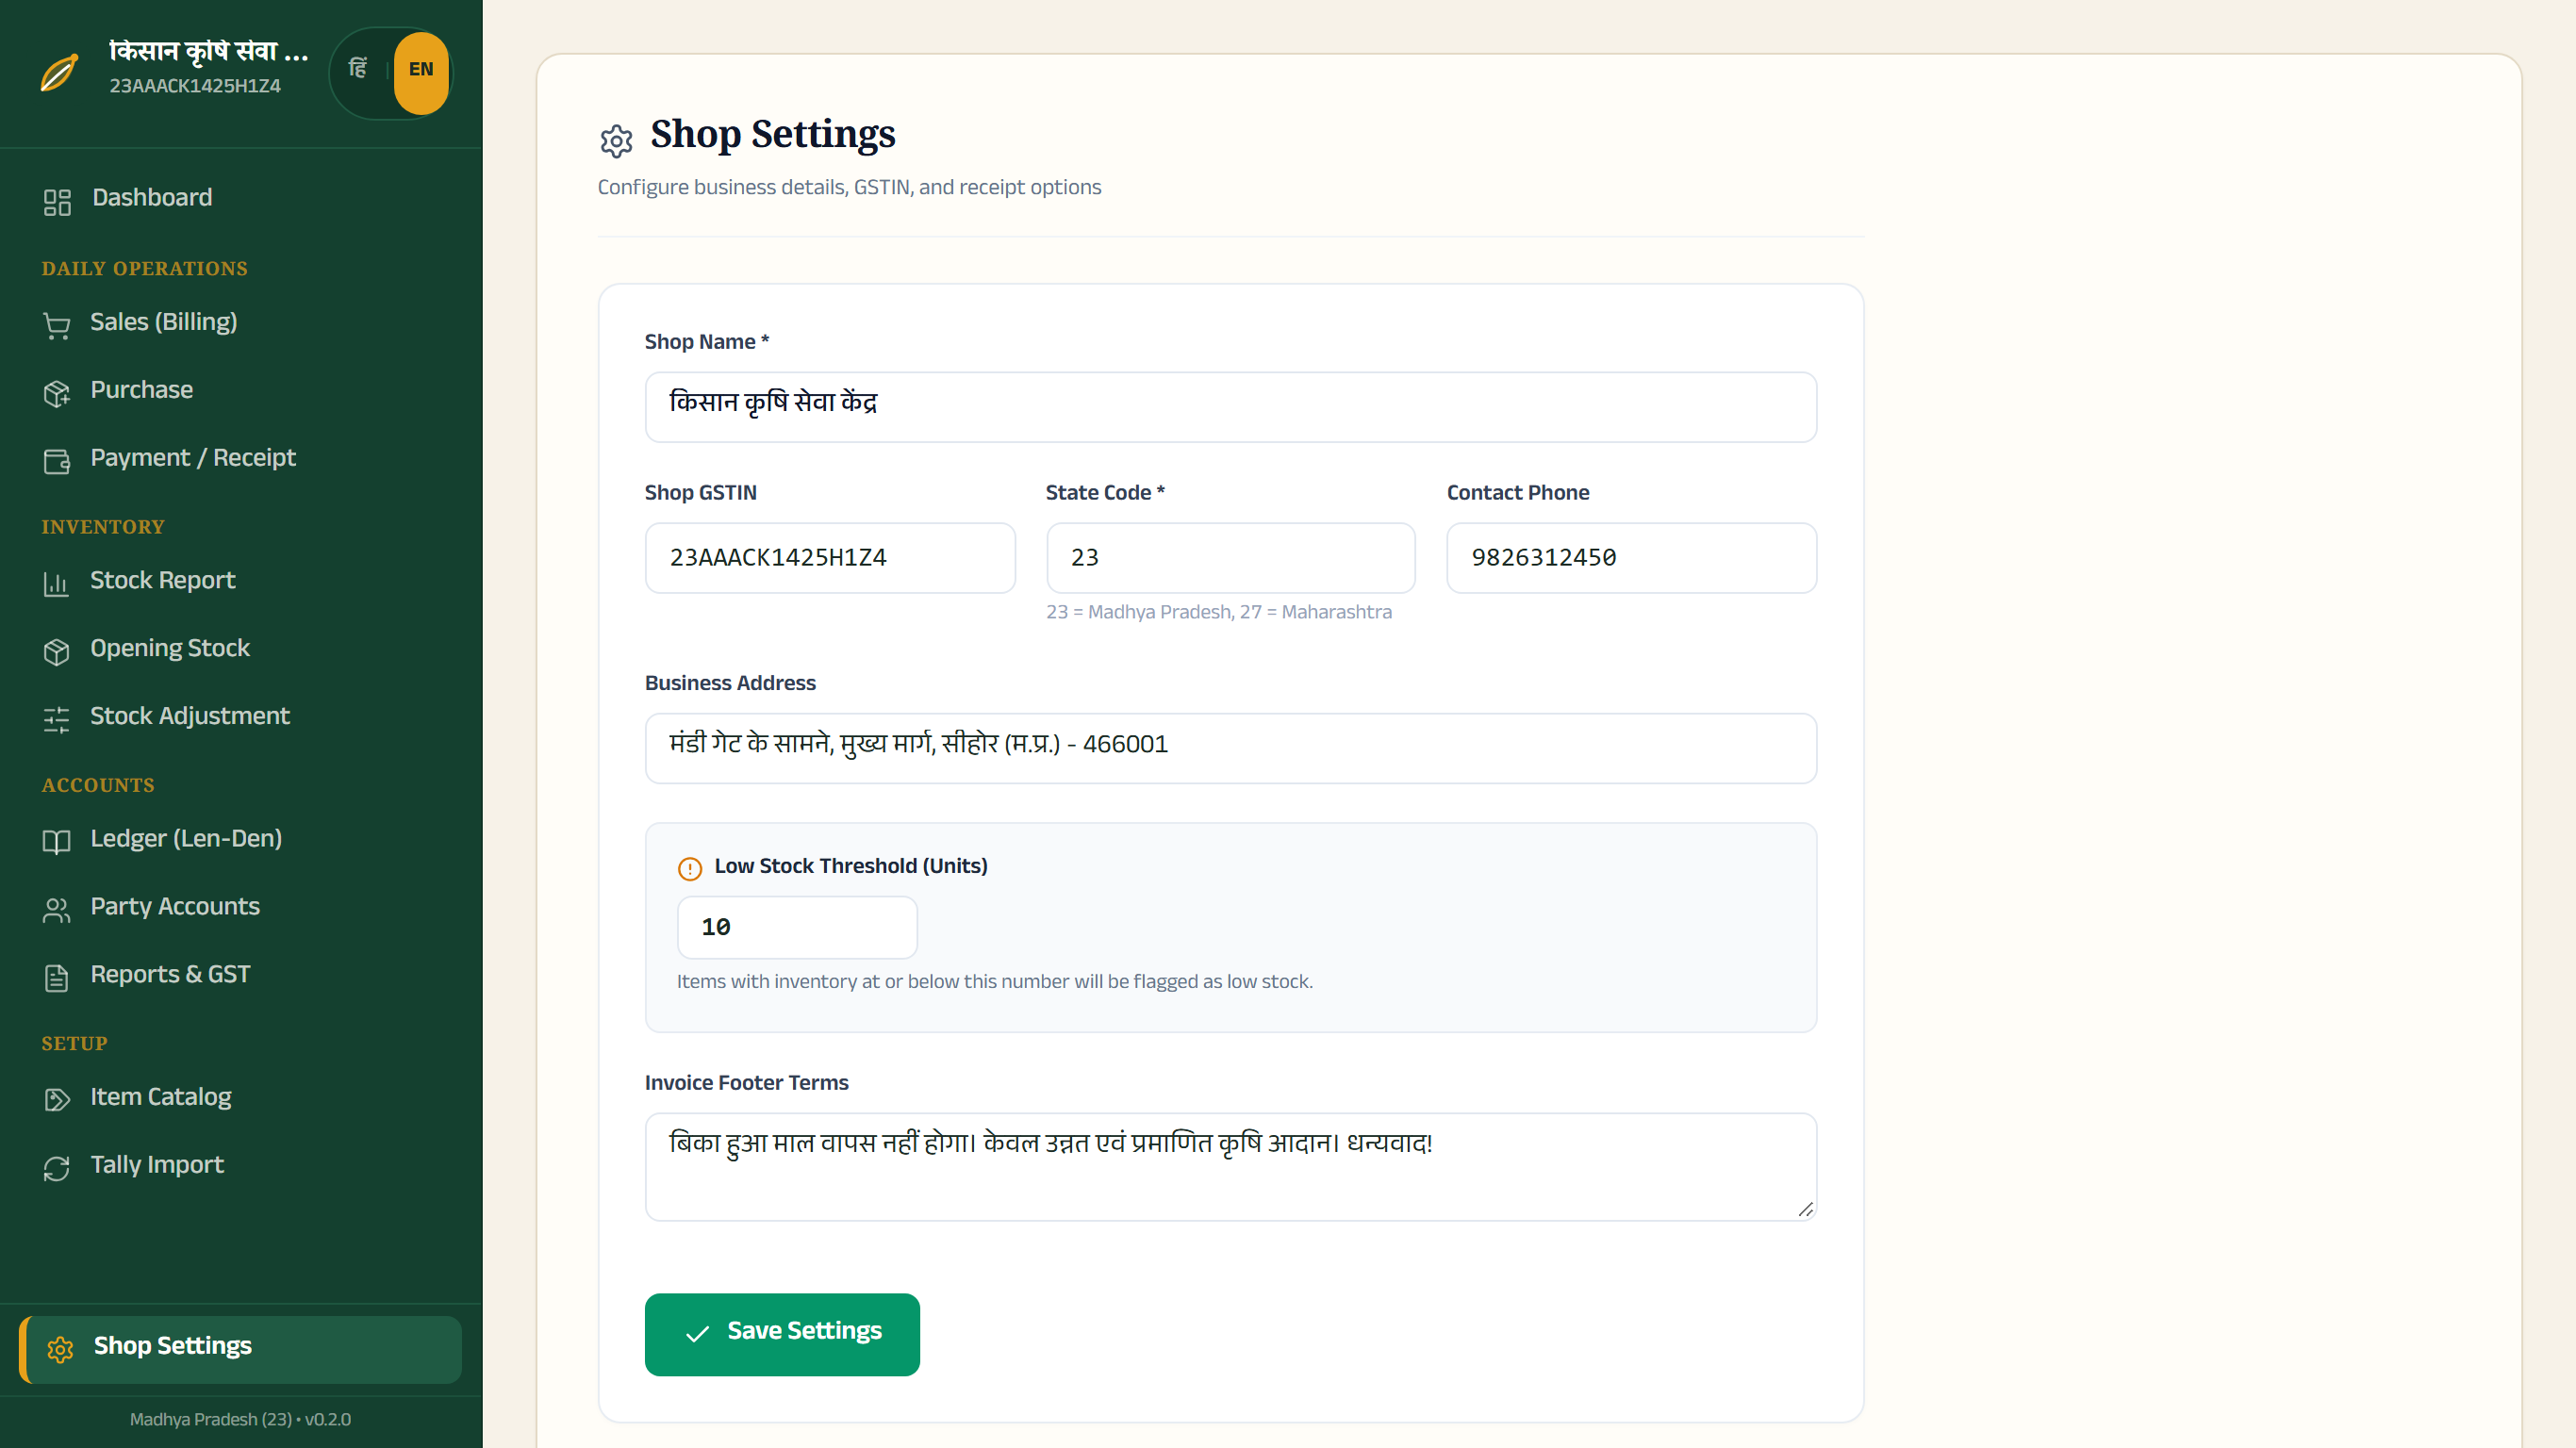 किसान कृषि सेवा ...
23AAACK1425H1Z4
हिं
EN
Dashboard
DAILY OPERATIONS
Sales (Billing)
Purchase
Payment / Receipt
INVENTORY
Stock Report
Opening Stock
Stock Adjustment
ACCOUNTS
Ledger (Len-Den)
Party Accounts
Reports & GST
SETUP
Item Catalog
Tally Import
Shop Settings
Madhya Pradesh (23) • v0.2.0
Shop Settings
Configure business details, GSTIN, and receipt options
Shop Name *
किसान कृषि सेवा केंद्र
Shop GSTIN
State Code *
Contact Phone
23AAACK1425H1Z4
23
9826312450
23 = Madhya Pradesh, 27 = Maharashtra
Business Address
मंडी गेट के सामने, मुख्य मार्ग, सीहोर (म.प्र.) - 466001
Low Stock Threshold (Units)
10
Items with inventory at or below this number will be flagged as low stock.
Invoice Footer Terms
बिका हुआ माल वापस नहीं होगा। केवल उन्नत एवं प्रमाणित कृषि आदान। धन्यवाद!
Save Settings